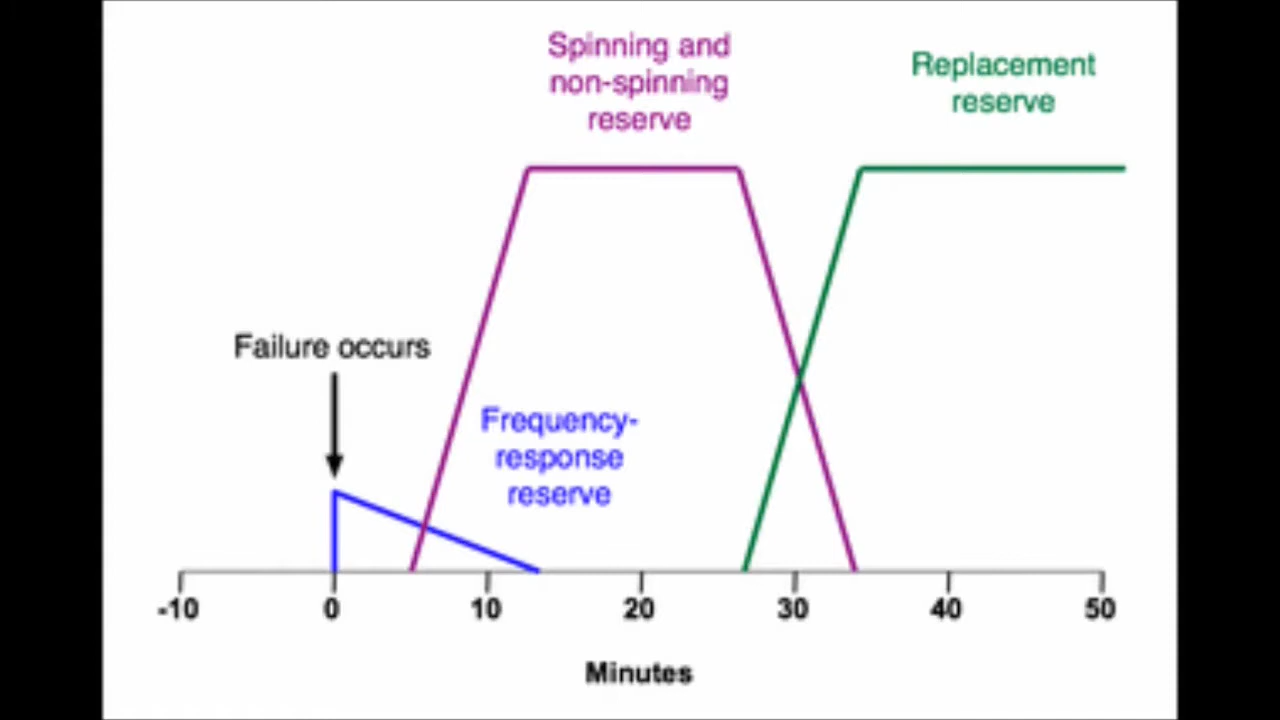 Spinning and
non-spinning
reserve
Replacement
reserve
Failure occurs
Frequency-
response
reserve
-10 0 10 20 30 40 50
Minutes